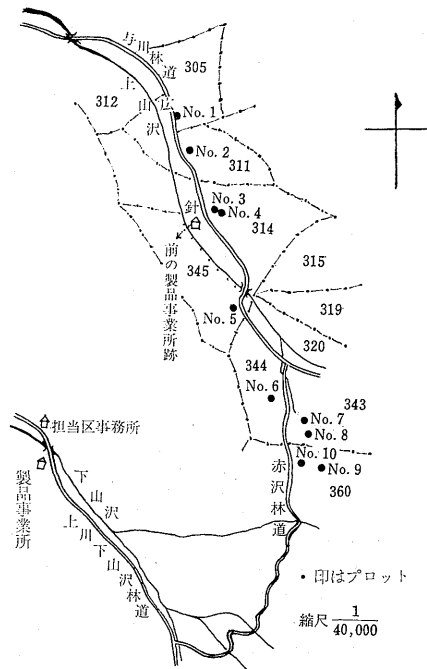 与川林道
305
312
上山沢
広
No. 1
No. 2
311
No. 3
No. 4
314
針
前の製品事業所跡
345
315
No. 5
319
320
344
No. 6
343
No. 7
No. 8
No. 10
No. 9
360
赤沢林道
担当区事務所
製品事業所
下山沢
上川下山沢林道
・印はプロット
縮尺 1/40,000